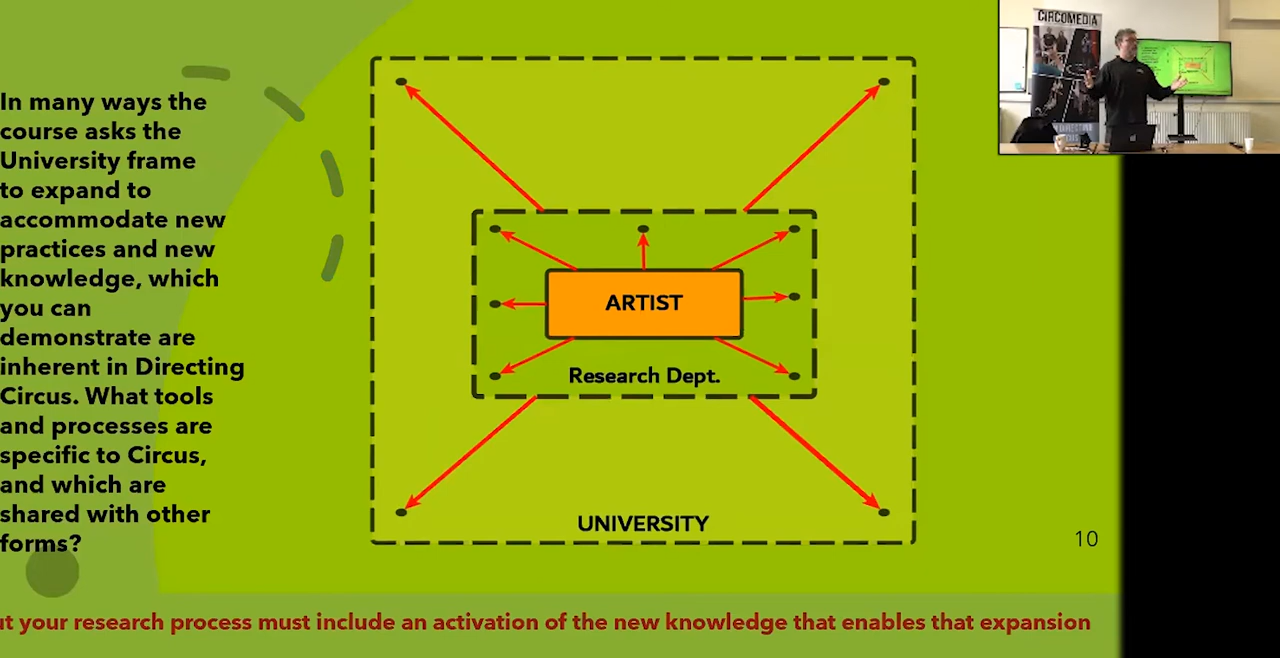 In many ways the
course asks the
University frame
to expand to
accommodate new
practices and new
knowledge, which
you can
demonstrate are
inherent in Directing
Circus. What tools
and processes are
specific to Circus,
and which are
shared with other
forms?
ARTIST
Research Dept.
UNIVERSITY
10
your research process must include an activation of the new knowledge that enables that expansion
CIRCOMEDIA